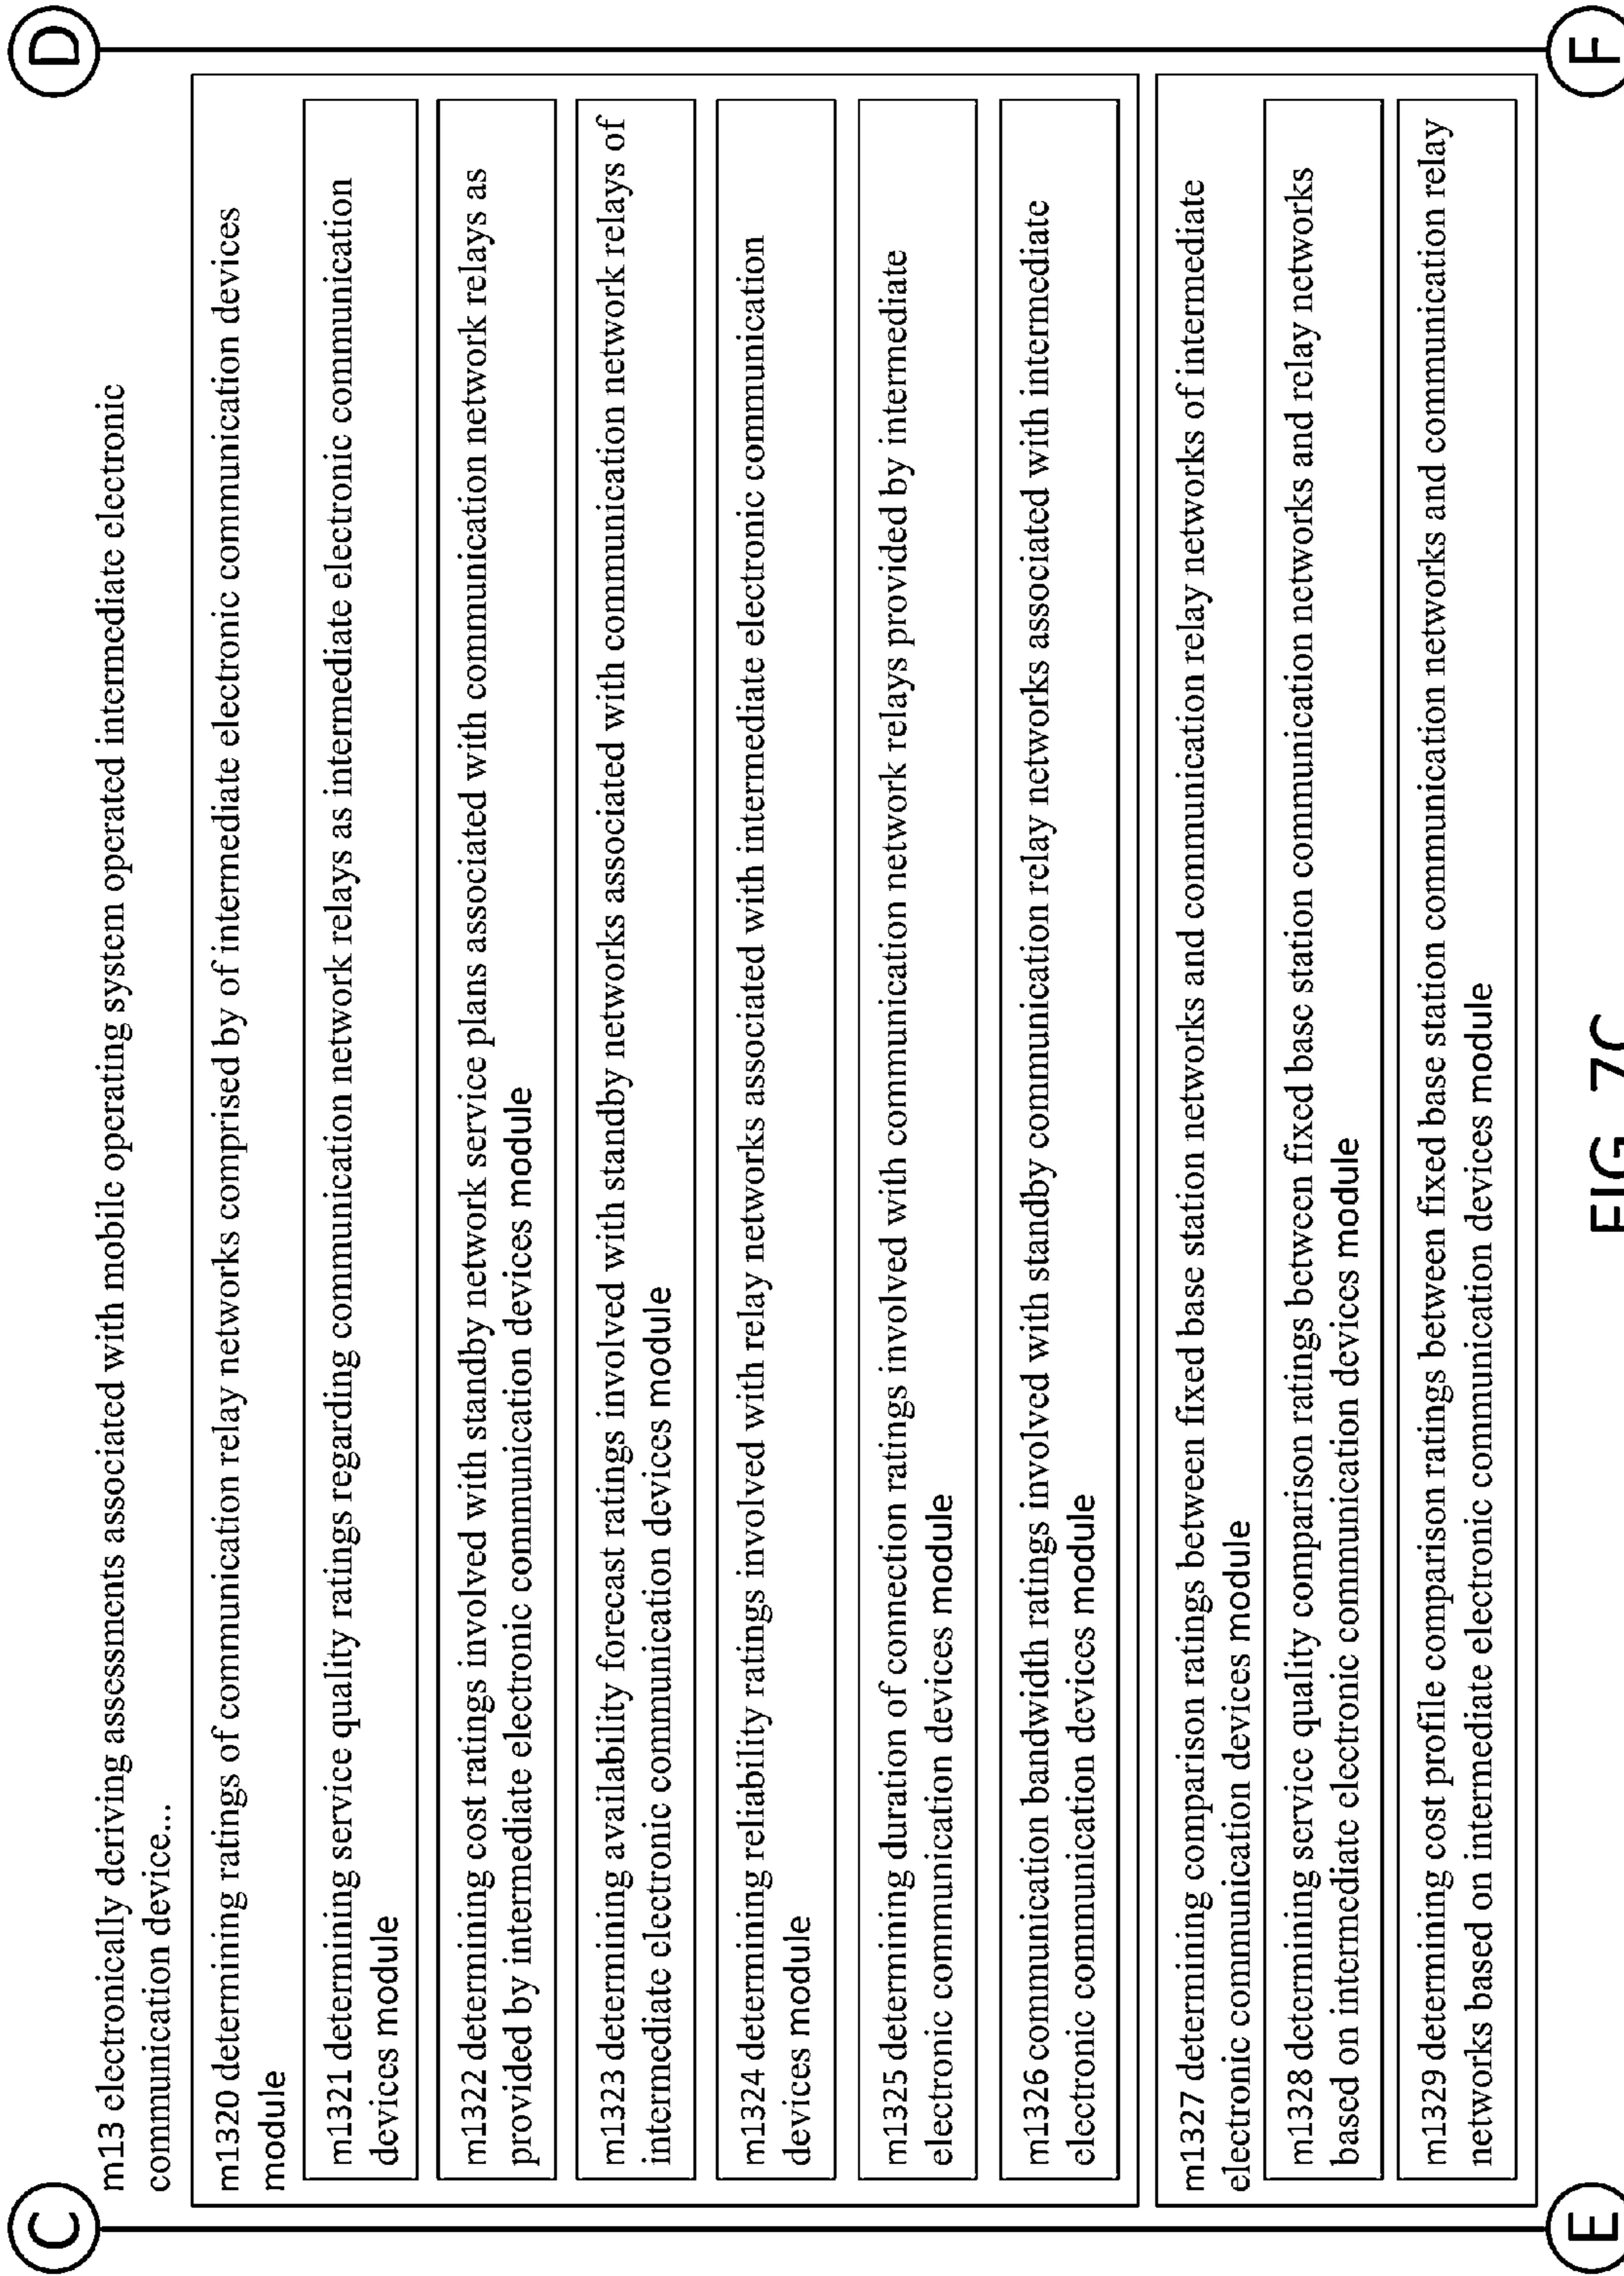 C
D
m13 electronically deriving assessments associated with mobile operating system operated intermediate electronic
communication device...
m1320 determining ratings of communication relay networks comprised by of intermediate electronic communication devices
module
m1321 determining service quality ratings regarding communication network relays as intermediate electronic communication
devices module
m1322 determining cost ratings involved with standby network service plans associated with communication network relays as
provided by intermediate electronic communication devices module
m1323 determining availability forecast ratings involved with standby networks associated with communication network relays of
intermediate electronic communication devices module
m1324 determining reliability ratings involved with relay networks associated with intermediate electronic communication
devices module
m1325 determining duration of connection ratings involved with communication network relays provided by intermediate
electronic communication devices module
m1326 communication bandwidth ratings involved with standby communication relay networks associated with intermediate
electronic communication devices module
m1327 determining comparison ratings between fixed base station networks and communication relay networks of intermediate
electronic communication devices module
m1328 determining service quality comparison ratings between fixed base station communication networks and relay networks
based on intermediate electronic communication devices module
m1329 determining cost profile comparison ratings between fixed base station communication networks and communication relay
networks based on intermediate electronic communication devices module
E
F
FIG. 7C